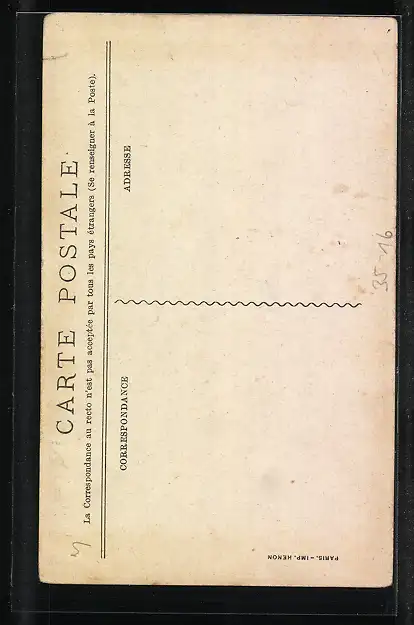 CARTE POSTALE
La Correspondance au recto n'est pas acceptée par tous les pays étrangers (Se renseigner à la Poste).
CORRESPONDANCE
ADRESSE
PARIS. - IMP. HENON
35-16